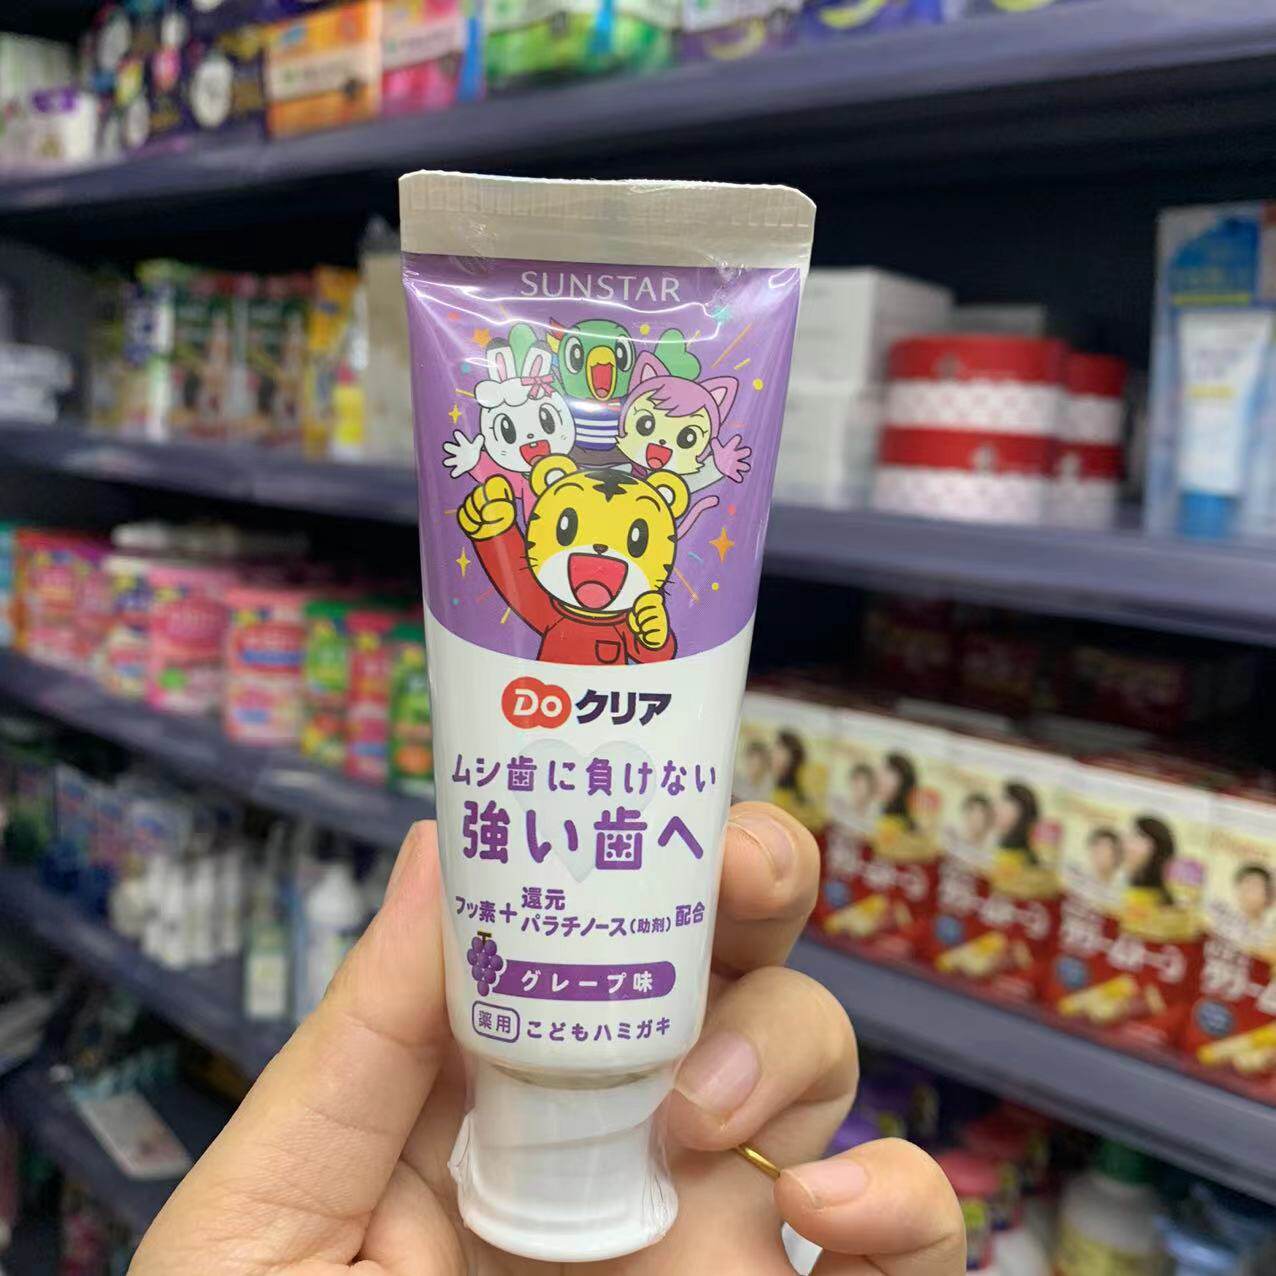 SUNSTAR
Do クリア
ムシ歯に負けない
強い歯へ
フッ素+還元パラチノース(助剤)配合
グレープ味
薬用 こどもハミガキ